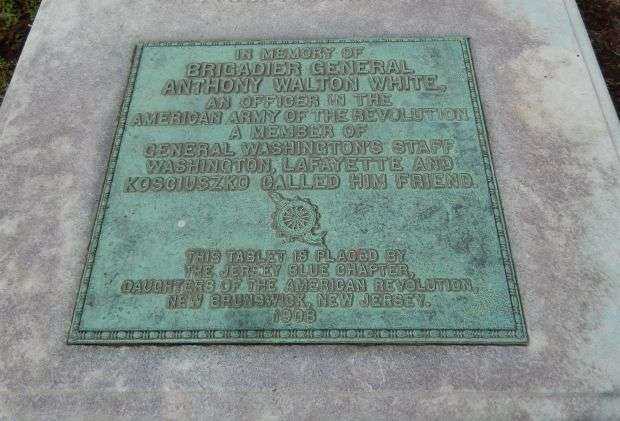 IN MEMORY OF
BRIGADIER GENERAL
ANTHONY WALTON WHITE,
AN OFFICER IN THE
AMERICAN ARMY OF THE REVOLUTION
A MEMBER OF
GENERAL WASHINGTON'S STAFF
WASHINGTON, LAFAYETTE AND
KOSCIUSZKO CALLED HIM FRIEND.
THIS TABLET IS PLACED BY
THE JERSEY BLUE CHAPTER,
DAUGHTERS OF THE AMERICAN REVOLUTION,
NEW BRUNSWICK, NEW JERSEY.
1908